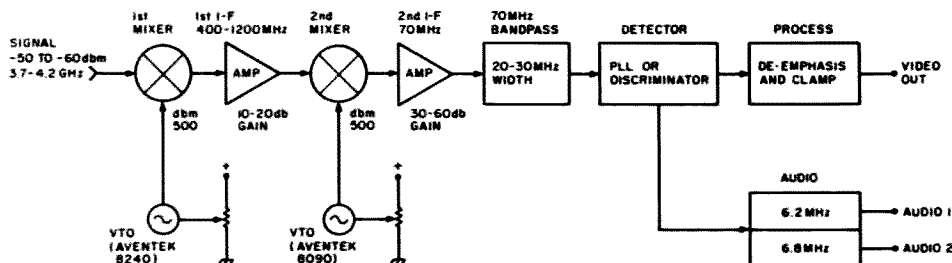 SIGNAL
-50 TO -60dbm
3.7-4.2 GHz
1st
MIXER
dbm
500
VTO
(AVENTEK
8240)
+
1st I-F
400-1200MHz
AMP
10-20db
GAIN
2nd
MIXER
dbm
500
VTO
(AVENTEK
8090)
+
2nd I-F
70MHz
AMP
30-60db
GAIN
70MHz
BANDPASS
20-30MHz
WIDTH
DETECTOR
PLL OR
DISCRIMINATOR
PROCESS
DE-EMPHASIS
AND CLAMP
VIDEO
OUT
AUDIO
6.2MHz
AUDIO 1
6.8MHz
AUDIO 2